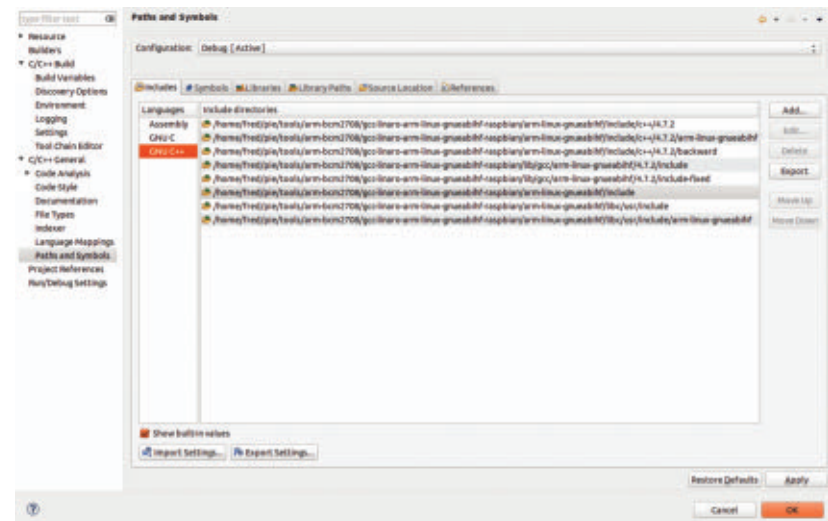 type filter text
Resource
Builders
C/C++ Build
Build Variables
Discovery Options
Environment
Logging
Settings
Tool Chain Editor
C/C++ General
Code Analysis
Code Style
Documentation
File Types
Indexer
Language Mappings
Paths and Symbols
Project References
Run/Debug Settings
Paths and Symbols
Configuration: Debug [ Active ]
Includes # Symbols Libraries Library Paths Source Location References
Languages
Assembly
GNU C
GNU C++
Include directories
/home/fred/pie/tools/arm-bcm2708/gcc-linaro-arm-linux-gnueabihf-raspbian/arm-linux-gnueabihf/include/c++/4.7.2
/home/fred/pie/tools/arm-bcm2708/gcc-linaro-arm-linux-gnueabihf-raspbian/arm-linux-gnueabihf/include/c++/4.7.2/arm-linux-gnueabihf
/home/fred/pie/tools/arm-bcm2708/gcc-linaro-arm-linux-gnueabihf-raspbian/arm-linux-gnueabihf/include/c++/4.7.2/backward
/home/fred/pie/tools/arm-bcm2708/gcc-linaro-arm-linux-gnueabihf-raspbian/lib/gcc/arm-linux-gnueabihf/4.7.2/include
/home/fred/pie/tools/arm-bcm2708/gcc-linaro-arm-linux-gnueabihf-raspbian/lib/gcc/arm-linux-gnueabihf/4.7.2/include-fixed
/home/fred/pie/tools/arm-bcm2708/gcc-linaro-arm-linux-gnueabihf-raspbian/arm-linux-gnueabihf/include
/home/fred/pie/tools/arm-bcm2708/gcc-linaro-arm-linux-gnueabihf-raspbian/arm-linux-gnueabihf/libc/usr/include
/home/fred/pie/tools/arm-bcm2708/gcc-linaro-arm-linux-gnueabihf-raspbian/arm-linux-gnueabihf/libc/usr/include/arm-linux-gnueabihf
Add...
Edit...
Delete
Export
Move Up
Move Down
Show built-in values
Import Settings... Export Settings...
Restore Defaults Apply
Cancel OK